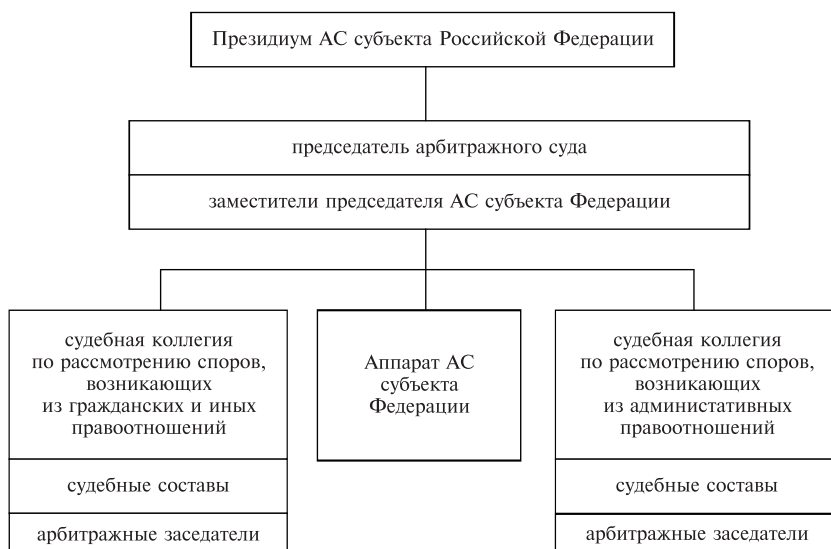 Президиум АС субъекта Российской Федерации
председатель арбитражного суда
заместители председателя АС субъекта Федерации
судебная коллегия
по рассмотрению споров,
возникающих
из гражданских и иных
правоотношений
судебные составы
арбитражные заседатели
Аппарат АС
субъекта
Федерации
судебная коллегия
по рассмотрению споров,
возникающих
из администативных
правоотношений
судебные составы
арбитражные заседатели